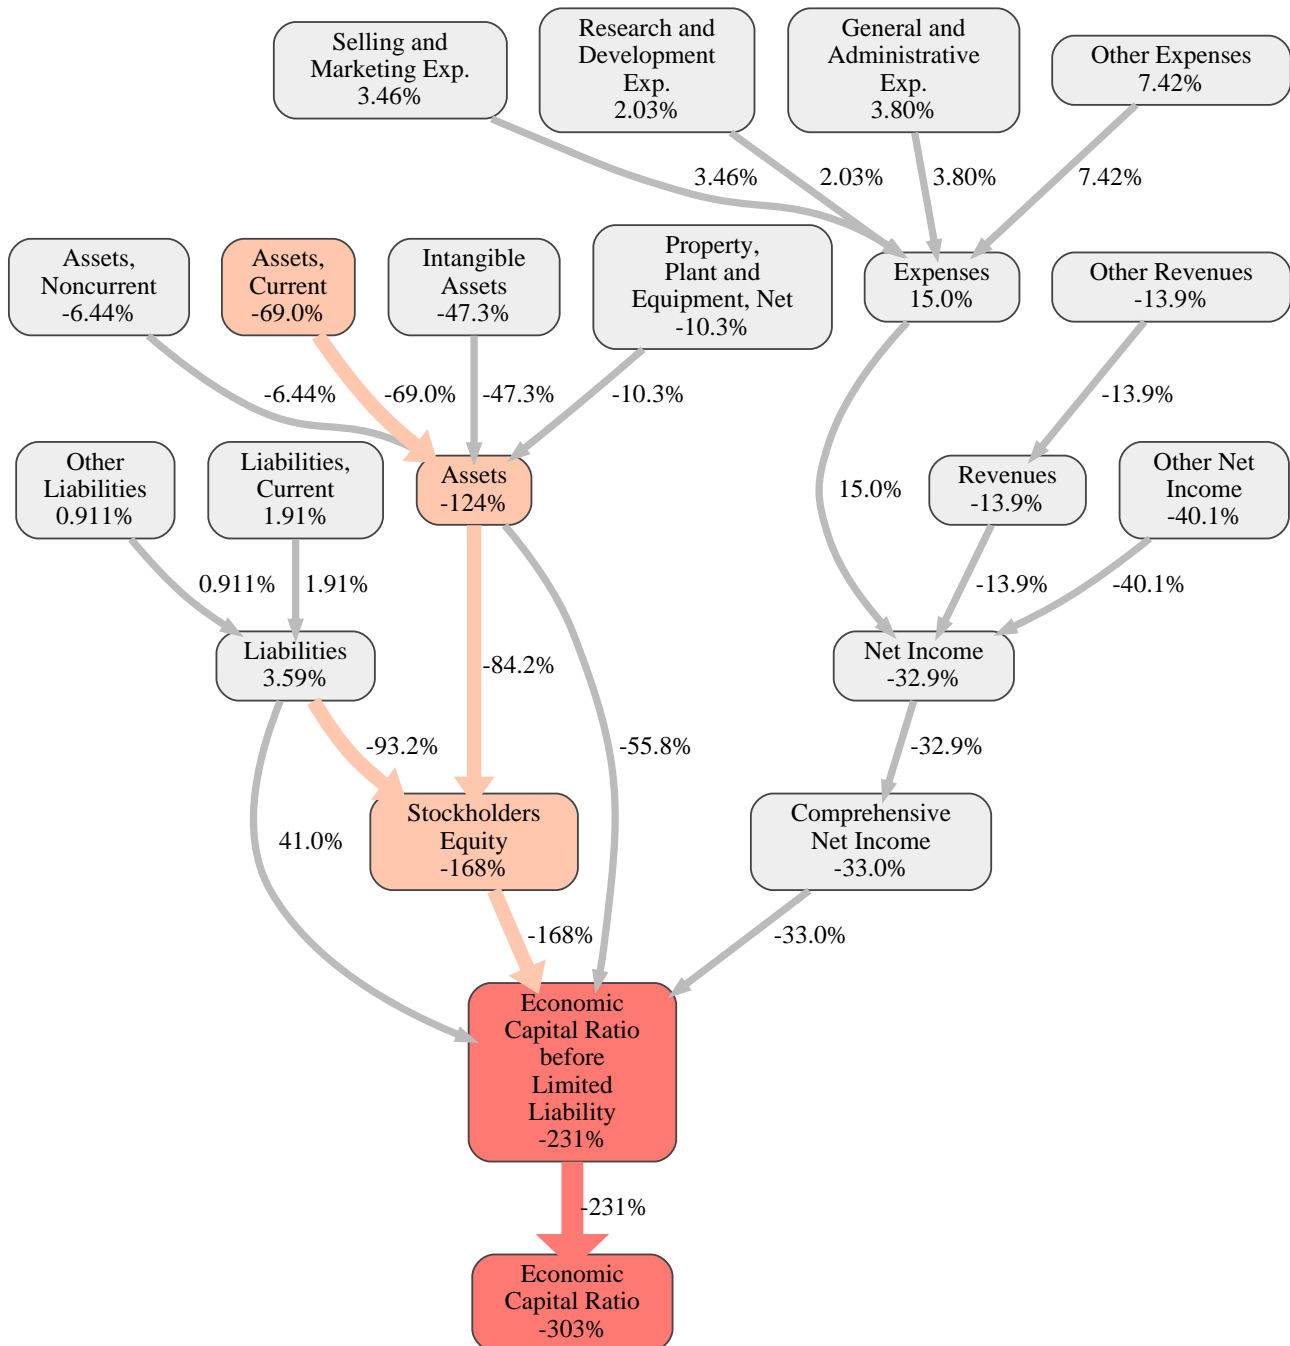 Selling and
Marketing Exp.
3.46%
Research and
Development
Exp.
2.03%
General and
Administrative
Exp.
3.80%
Other Expenses
7.42%
3.46%
2.03%
3.80%
7.42%
Assets,
Noncurrent
-6.44%
Assets,
Current
-69.0%
Intangible
Assets
-47.3%
Property,
Plant and
Equipment, Net
-10.3%
Expenses
15.0%
Other Revenues
-13.9%
-6.44%
-69.0%
-47.3%
-10.3%
-13.9%
Other
Liabilities
0.911%
Liabilities,
Current
1.91%
Assets
-124%
15.0%
Revenues
-13.9%
Other Net
Income
-40.1%
0.911%
1.91%
-13.9%
-40.1%
Liabilities
3.59%
-84.2%
Net Income
-32.9%
-93.2%
-55.8%
-32.9%
41.0%
Stockholders
Equity
-168%
Comprehensive
Net Income
-33.0%
-168%
-33.0%
Economic
Capital Ratio
before
Limited
Liability
-231%
-231%
Economic
Capital Ratio
-303%